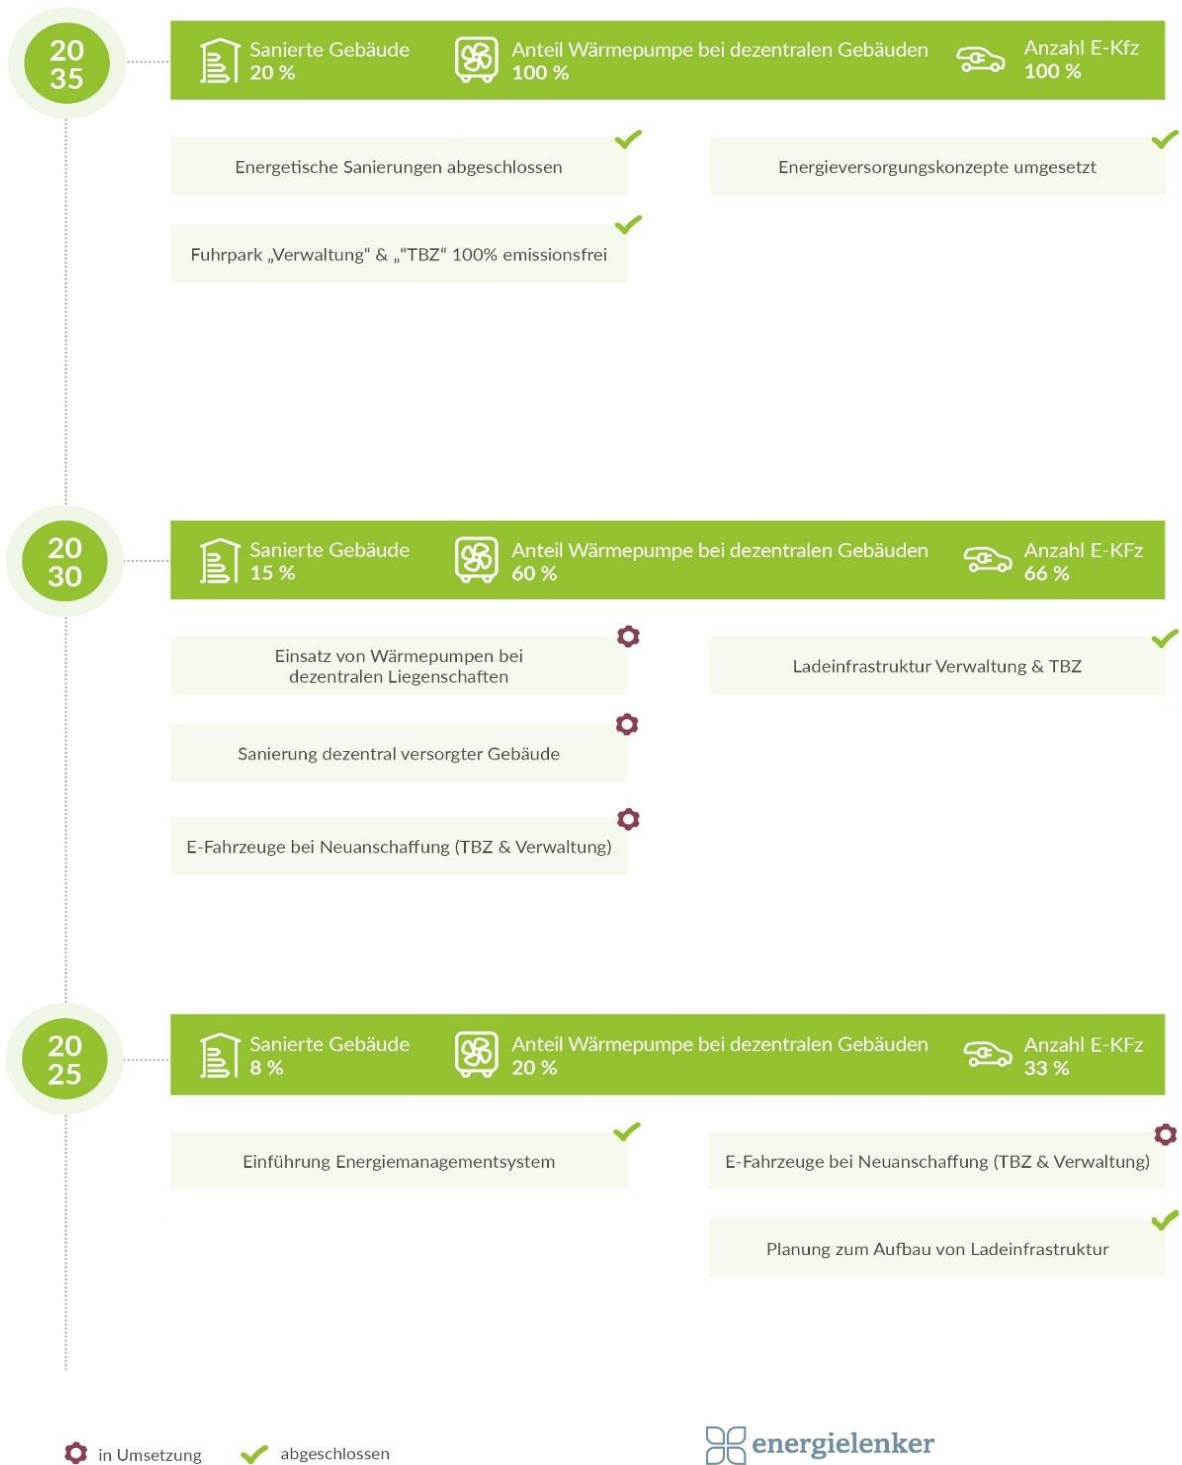 20
35
Sanierte Gebäude
20 %
Anteil Wärmepumpe bei dezentralen Gebäuden
100 %
Anzahl E-Kfz
100 %
Energetische Sanierungen abgeschlossen
Energieversorgungskonzepte umgesetzt
Fuhrpark „Verwaltung“ & „“TBZ“ 100% emissionsfrei
20
30
Sanierte Gebäude
15 %
Anteil Wärmepumpe bei dezentralen Gebäuden
60 %
Anzahl E-KFz
66 %
Einsatz von Wärmepumpen bei
dezentralen Liegenschaften
Ladeinfrastruktur Verwaltung & TBZ
Sanierung dezentral versorgter Gebäude
E-Fahrzeuge bei Neuanschaffung (TBZ & Verwaltung)
20
25
Sanierte Gebäude
8 %
Anteil Wärmepumpe bei dezentralen Gebäuden
20 %
Anzahl E-KFz
33 %
Einführung Energiemanagementsystem
E-Fahrzeuge bei Neuanschaffung (TBZ & Verwaltung)
Planung zum Aufbau von Ladeinfrastruktur
in Umsetzung
abgeschlossen
energielenker